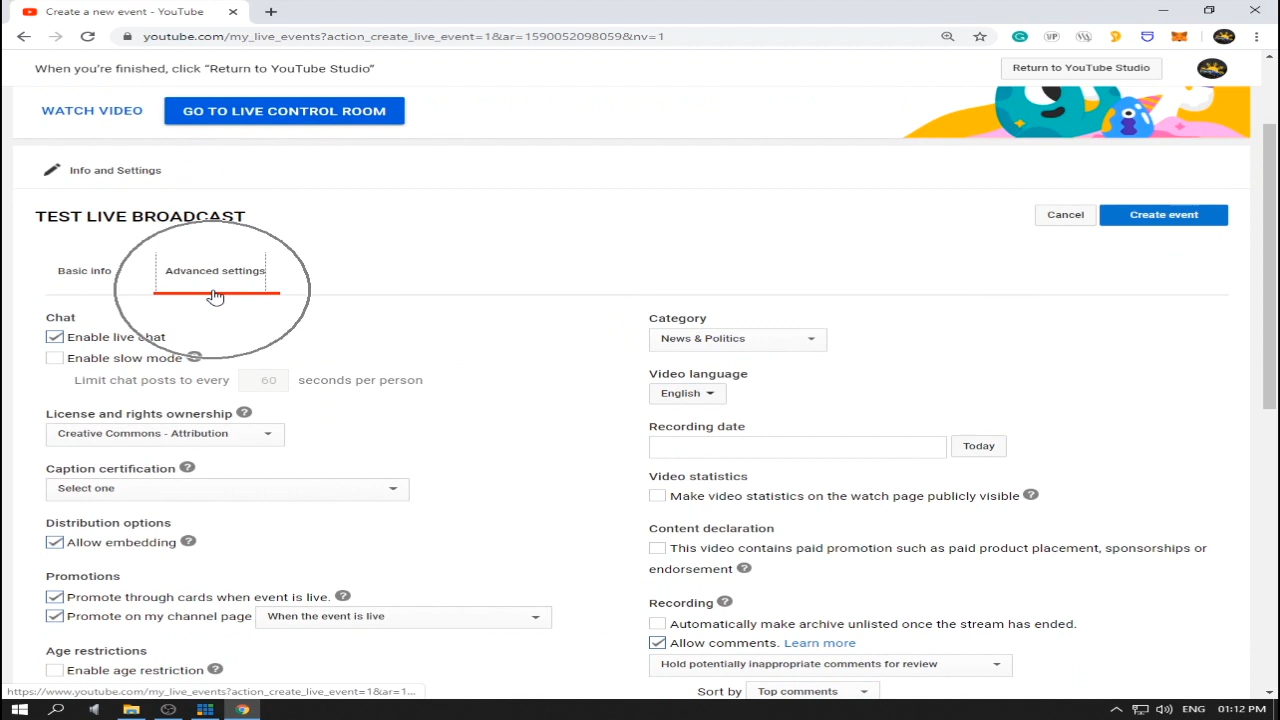 Create a new event - YouTube
youtube.com/my_live_events?action_create_live_event=1&ar=1590052098059&nv=1
When you're finished, click "Return to YouTube Studio"
Return to YouTube Studio
WATCH VIDEO
GO TO LIVE CONTROL ROOM
Info and Settings
TEST LIVE BROADCAST
Cancel
Create event
Basic info
Advanced settings
Chat
Enable live chat
Enable slow mode
Limit chat posts to every 60 seconds per person
License and rights ownership
Creative Commons - Attribution
Caption certification
Select one
Distribution options
Allow embedding
Promotions
Promote through cards when event is live.
Promote on my channel page When the event is live
Age restrictions
Enable age restriction
Category
News & Politics
Video language
English
Recording date
Today
Video statistics
Make video statistics on the watch page publicly visible
Content declaration
This video contains paid promotion such as paid product placement, sponsorships or
endorsement
Recording
Automatically make archive unlisted once the stream has ended.
Allow comments. Learn more
Hold potentially inappropriate comments for review
Sort by Top comments
https://www.youtube.com/my_live_events?action_create_live_event=1&ar=1...
ENG 01:12 PM